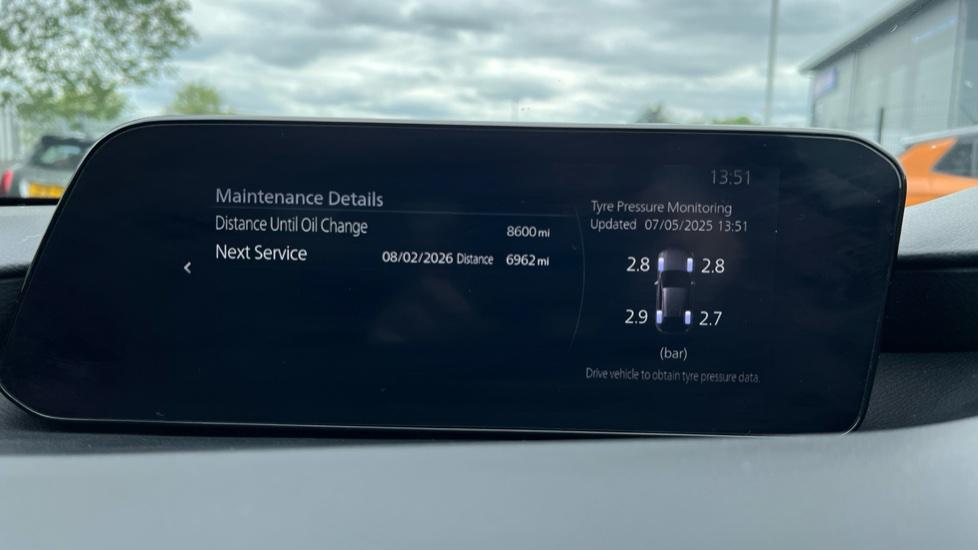 13:51
Maintenance Details
Distance Until Oil Change 8600 mi
Next Service 08/02/2026 Distance 6962 mi
Tyre Pressure Monitoring
Updated 07/05/2025 13:51
2.8 2.8
2.9 2.7
(bar)
Drive vehicle to obtain tyre pressure data.